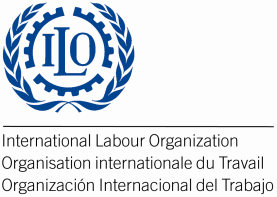 ILO
International Labour Organization
Organisation internationale du Travail
Organización Internacional del Trabajo